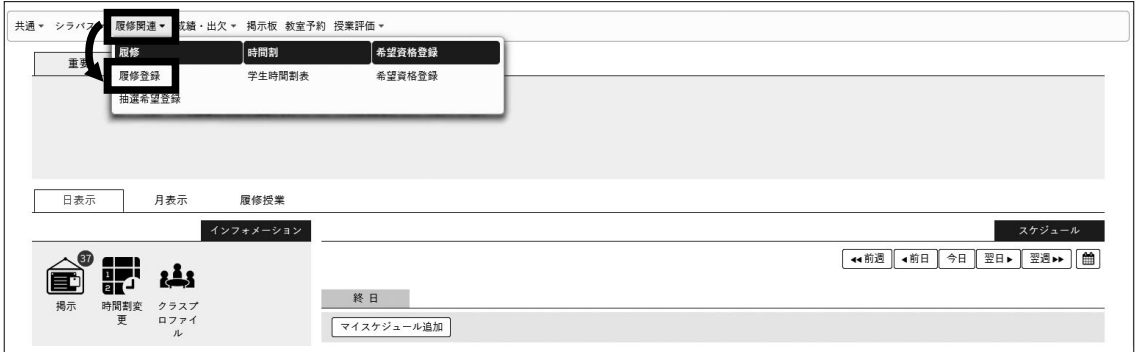 共通▼ シラバス 履修関連▼ 成績・出欠▼ 掲示板 教室予約 授業評価▼
履修 時間割 希望資格登録
重要
履修登録 学生時間割表 希望資格登録
抽選希望登録
日表示 月表示 履修授業
インフォメーション
スケジュール
◀◀前週 ◀前日 今日 翌日▶ 翌週▶▶
37
1
2
掲示
時間割変
更
クラスプ
ロファイ
ル
終日
マイスケジュール追加